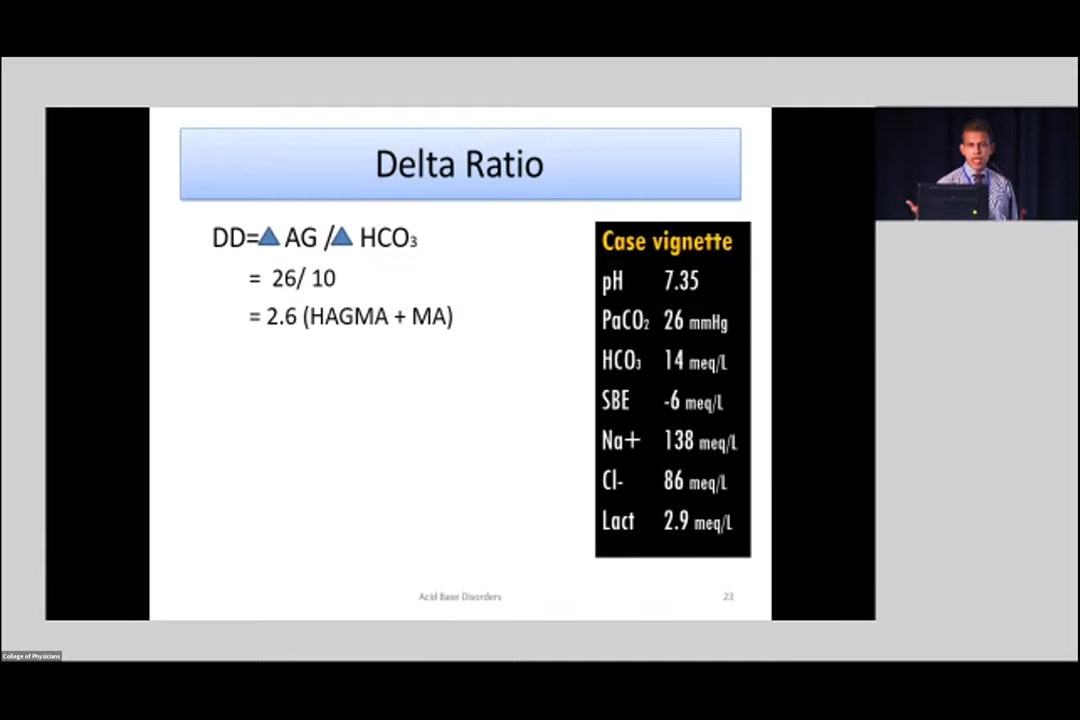 Delta Ratio
DD=▲ AG /▲ HCO₃
= 26/ 10
= 2.6 (HAGMA + MA)
Case vignette
pH 7.35
PaCO₂ 26 mmHg
HCO₃ 14 meq/L
SBE -6 meq/L
Na+ 138 meq/L
Cl- 86 meq/L
Lact 2.9 meq/L
Acid Base Disorders
23
College of Physicians